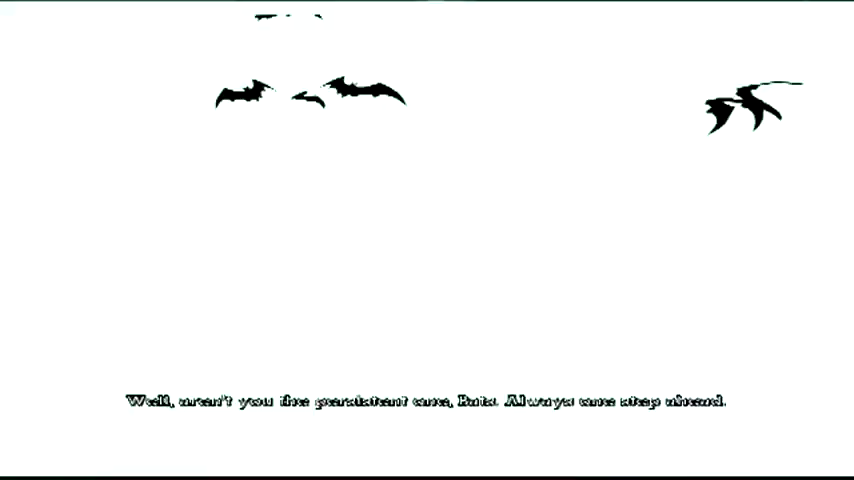 Well, aren't you the persistent one, Bats. Always one step ahead.